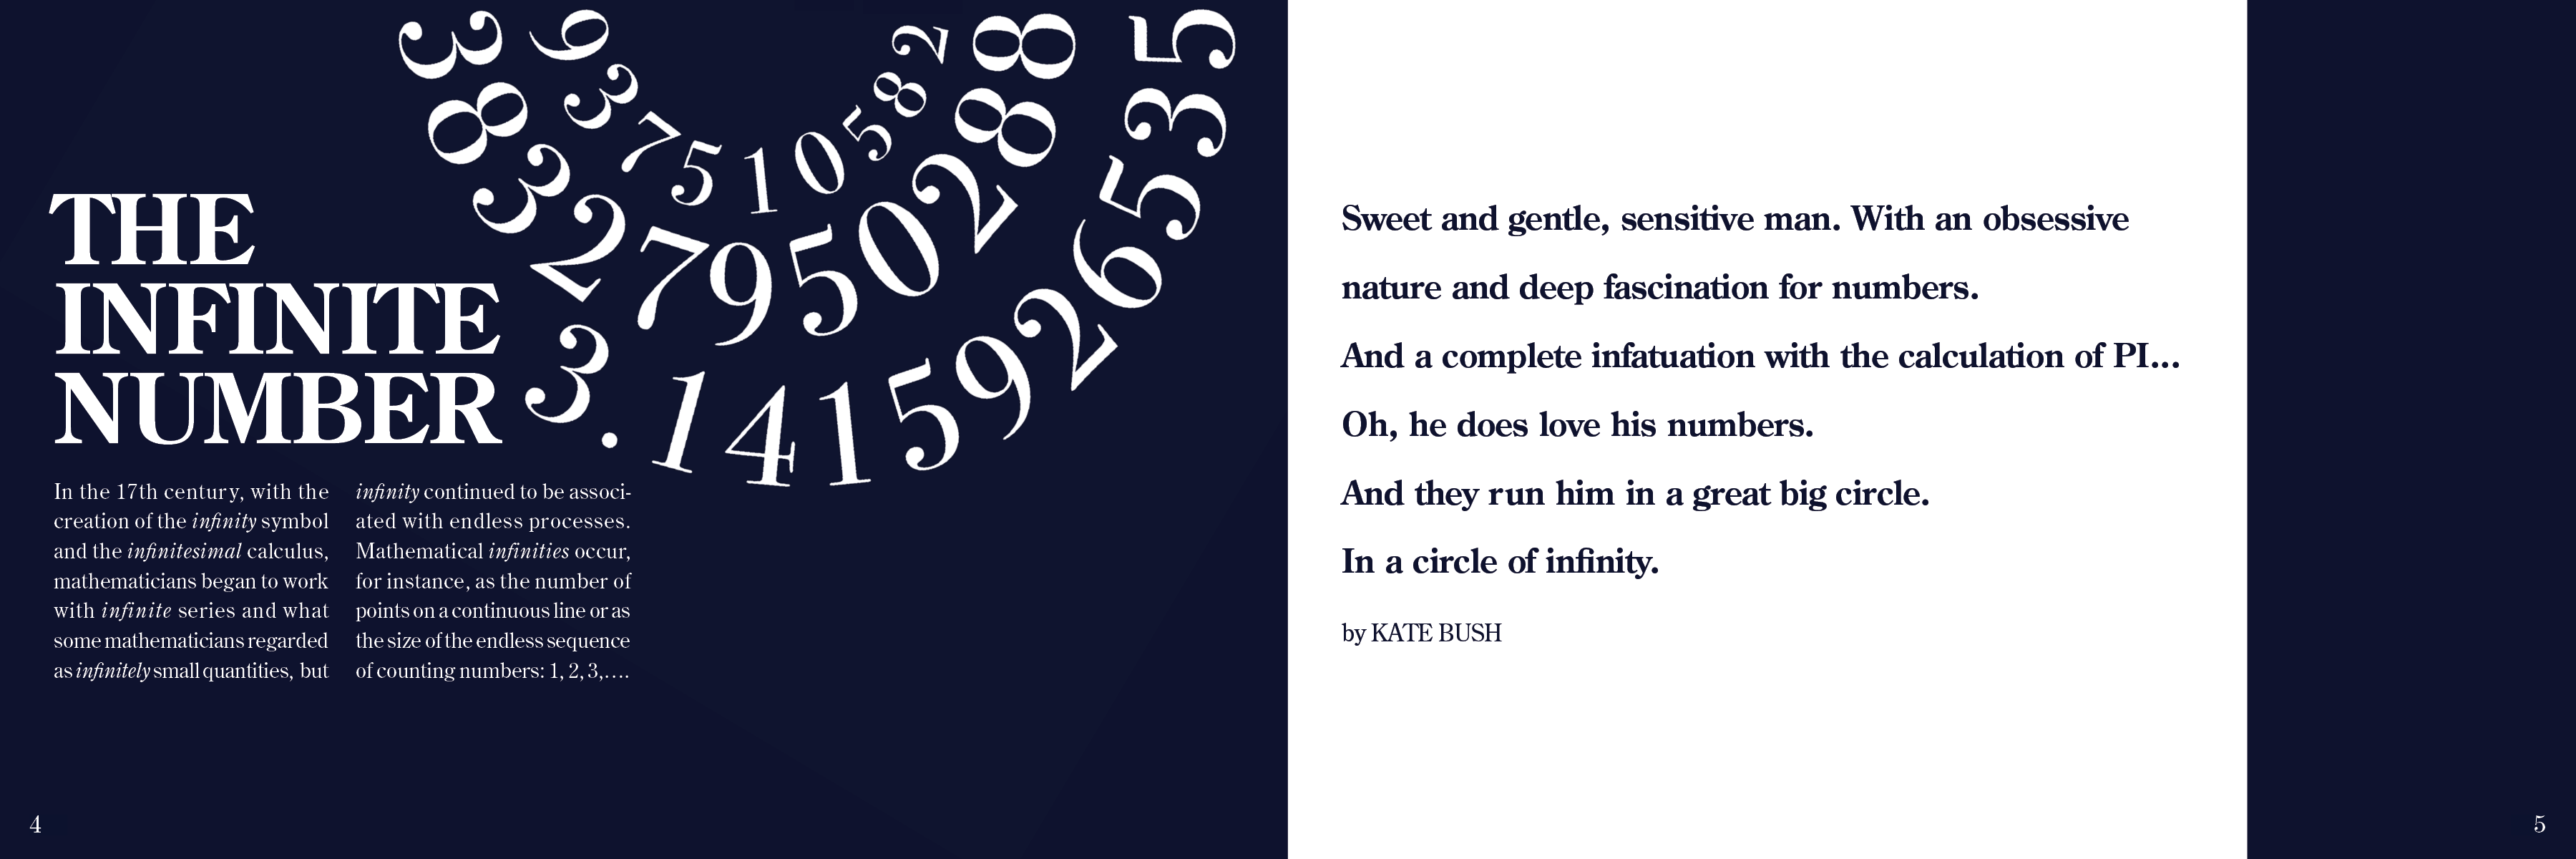 THE
INFINITE
NUMBER
3.1415926535
88327950288
93751058 2
In the 17th century, with the
creation of the infinity symbol
and the infinitesimal calculus,
mathematicians began to work
with infinite series and what
some mathematicians regarded
as infinitely small quantities, but
infinity continued to be associ-
ated with endless processes.
Mathematical infinities occur,
for instance, as the number of
points on a continuous line or as
the size of the endless sequence
of counting numbers: 1, 2, 3,….
4
Sweet and gentle, sensitive man. With an obsessive
nature and deep fascination for numbers.
And a complete infatuation with the calculation of PI...
Oh, he does love his numbers.
And they run him in a great big circle.
In a circle of infinity.
by KATE BUSH
5